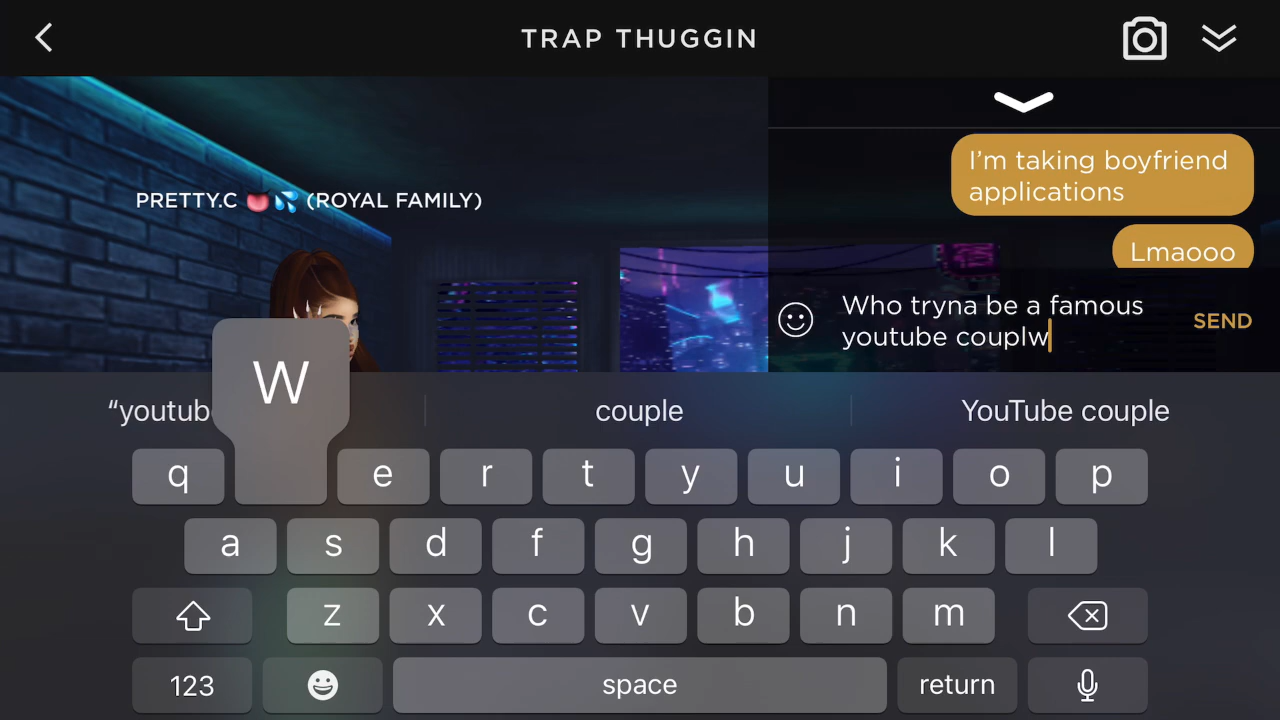 TRAP THUGGIN
PRETTY.C 👅💦 (ROYAL FAMILY)
I'm taking boyfriend
applications
Lmaooo
Who tryna be a famous
youtube couplw
SEND
"youtub
couple
YouTube couple
W
q e r t y u i o p
a s d f g h j k l
z x c v b n m
123 space return